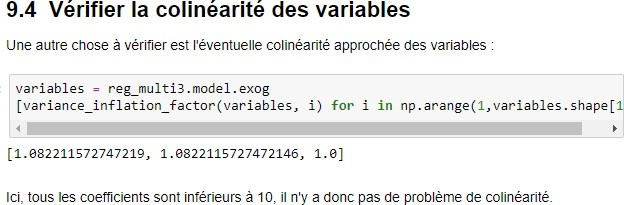 9.4 Vérifier la colinéarité des variables
Une autre chose à vérifier est l'éventuelle colinéarité approchée des variables :
variables = reg_multi3.model.exog
[variance_inflation_factor(variables, i) for i in np.arange(1,variables.shape[1
[1.082211572747219, 1.0822115727472146, 1.0]
Ici, tous les coefficients sont inférieurs à 10, il n'y a donc pas de problème de colinéarité.